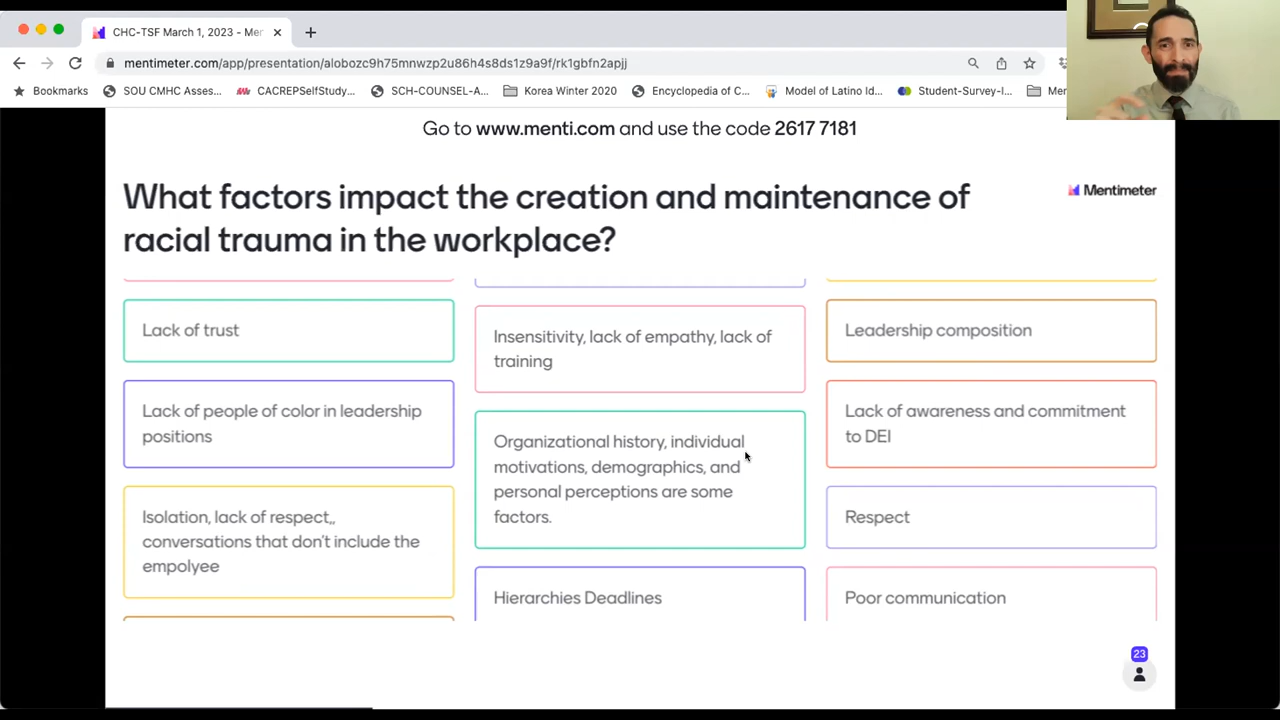 CHC-TSF March 1, 2023 - Mer
mentimeter.com/app/presentation/alobozc9h75mnwzp2u86h4s8ds1z9a9f/rk1gbfn2apjj
Bookmarks
SOU CMHC Asses...
CACREPSelfStudy...
SCH-COUNSEL-A...
Korea Winter 2020
Encyclopedia of C...
Model of Latino Id...
Student-Survey-I...
Mer
Go to www.menti.com and use the code 2617 7181
What factors impact the creation and maintenance of
racial trauma in the workplace?
Mentimeter
Lack of trust
Lack of people of color in leadership
positions
Isolation, lack of respect,,
conversations that don't include the
empolyee
Insensitivity, lack of empathy, lack of
training
Organizational history, individual
motivations, demographics, and
personal perceptions are some
factors.
Hierarchies Deadlines
Leadership composition
Lack of awareness and commitment
to DEI
Respect
Poor communication
23